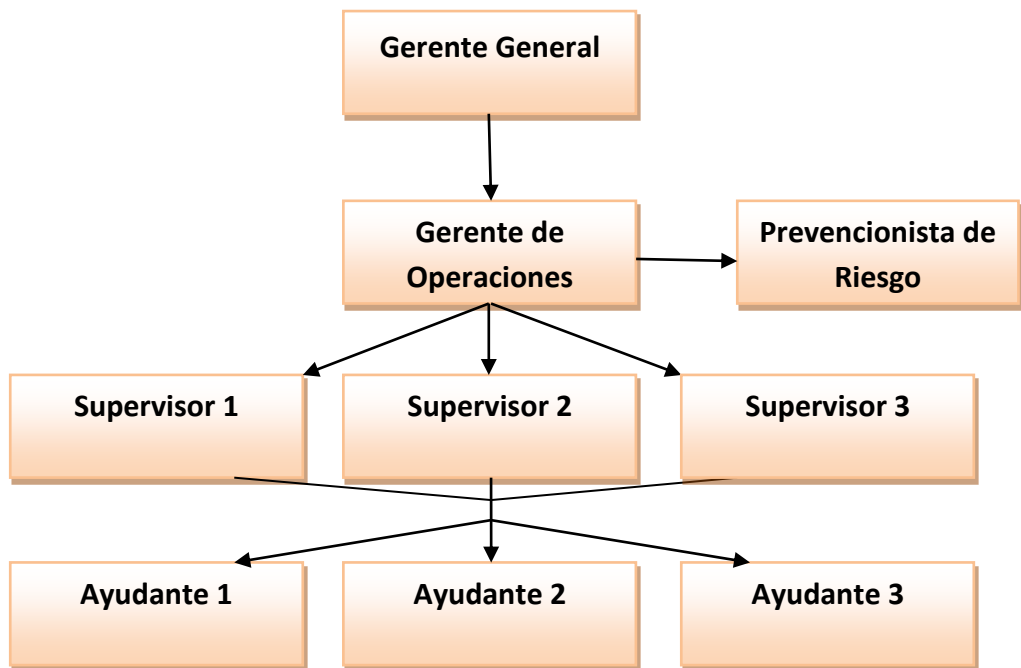 Gerente General
Gerente de
Operaciones
Prevencionista de
Riesgo
Supervisor 1
Supervisor 2
Supervisor 3
Ayudante 1
Ayudante 2
Ayudante 3